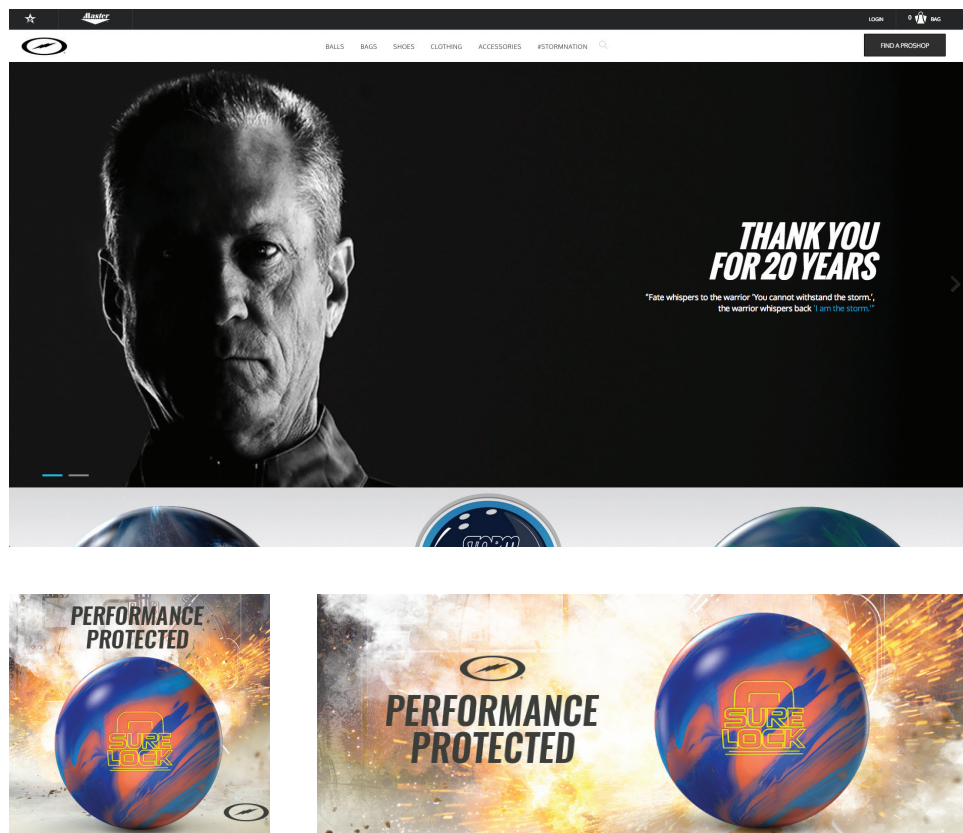 Master
LOGIN
0
BAG
BALLS
BAGS
SHOES
CLOTHING
ACCESSORIES
#STORMNATION
FIND A PROSHOP
THANK YOU
FOR 20 YEARS
"Fate whispers to the warrior 'You cannot withstand the storm.',
the warrior whispers back 'I am the storm.'"
STORM
PERFORMANCE
PROTECTED
SURE
LOCK
PERFORMANCE
PROTECTED
SURE
LOCK